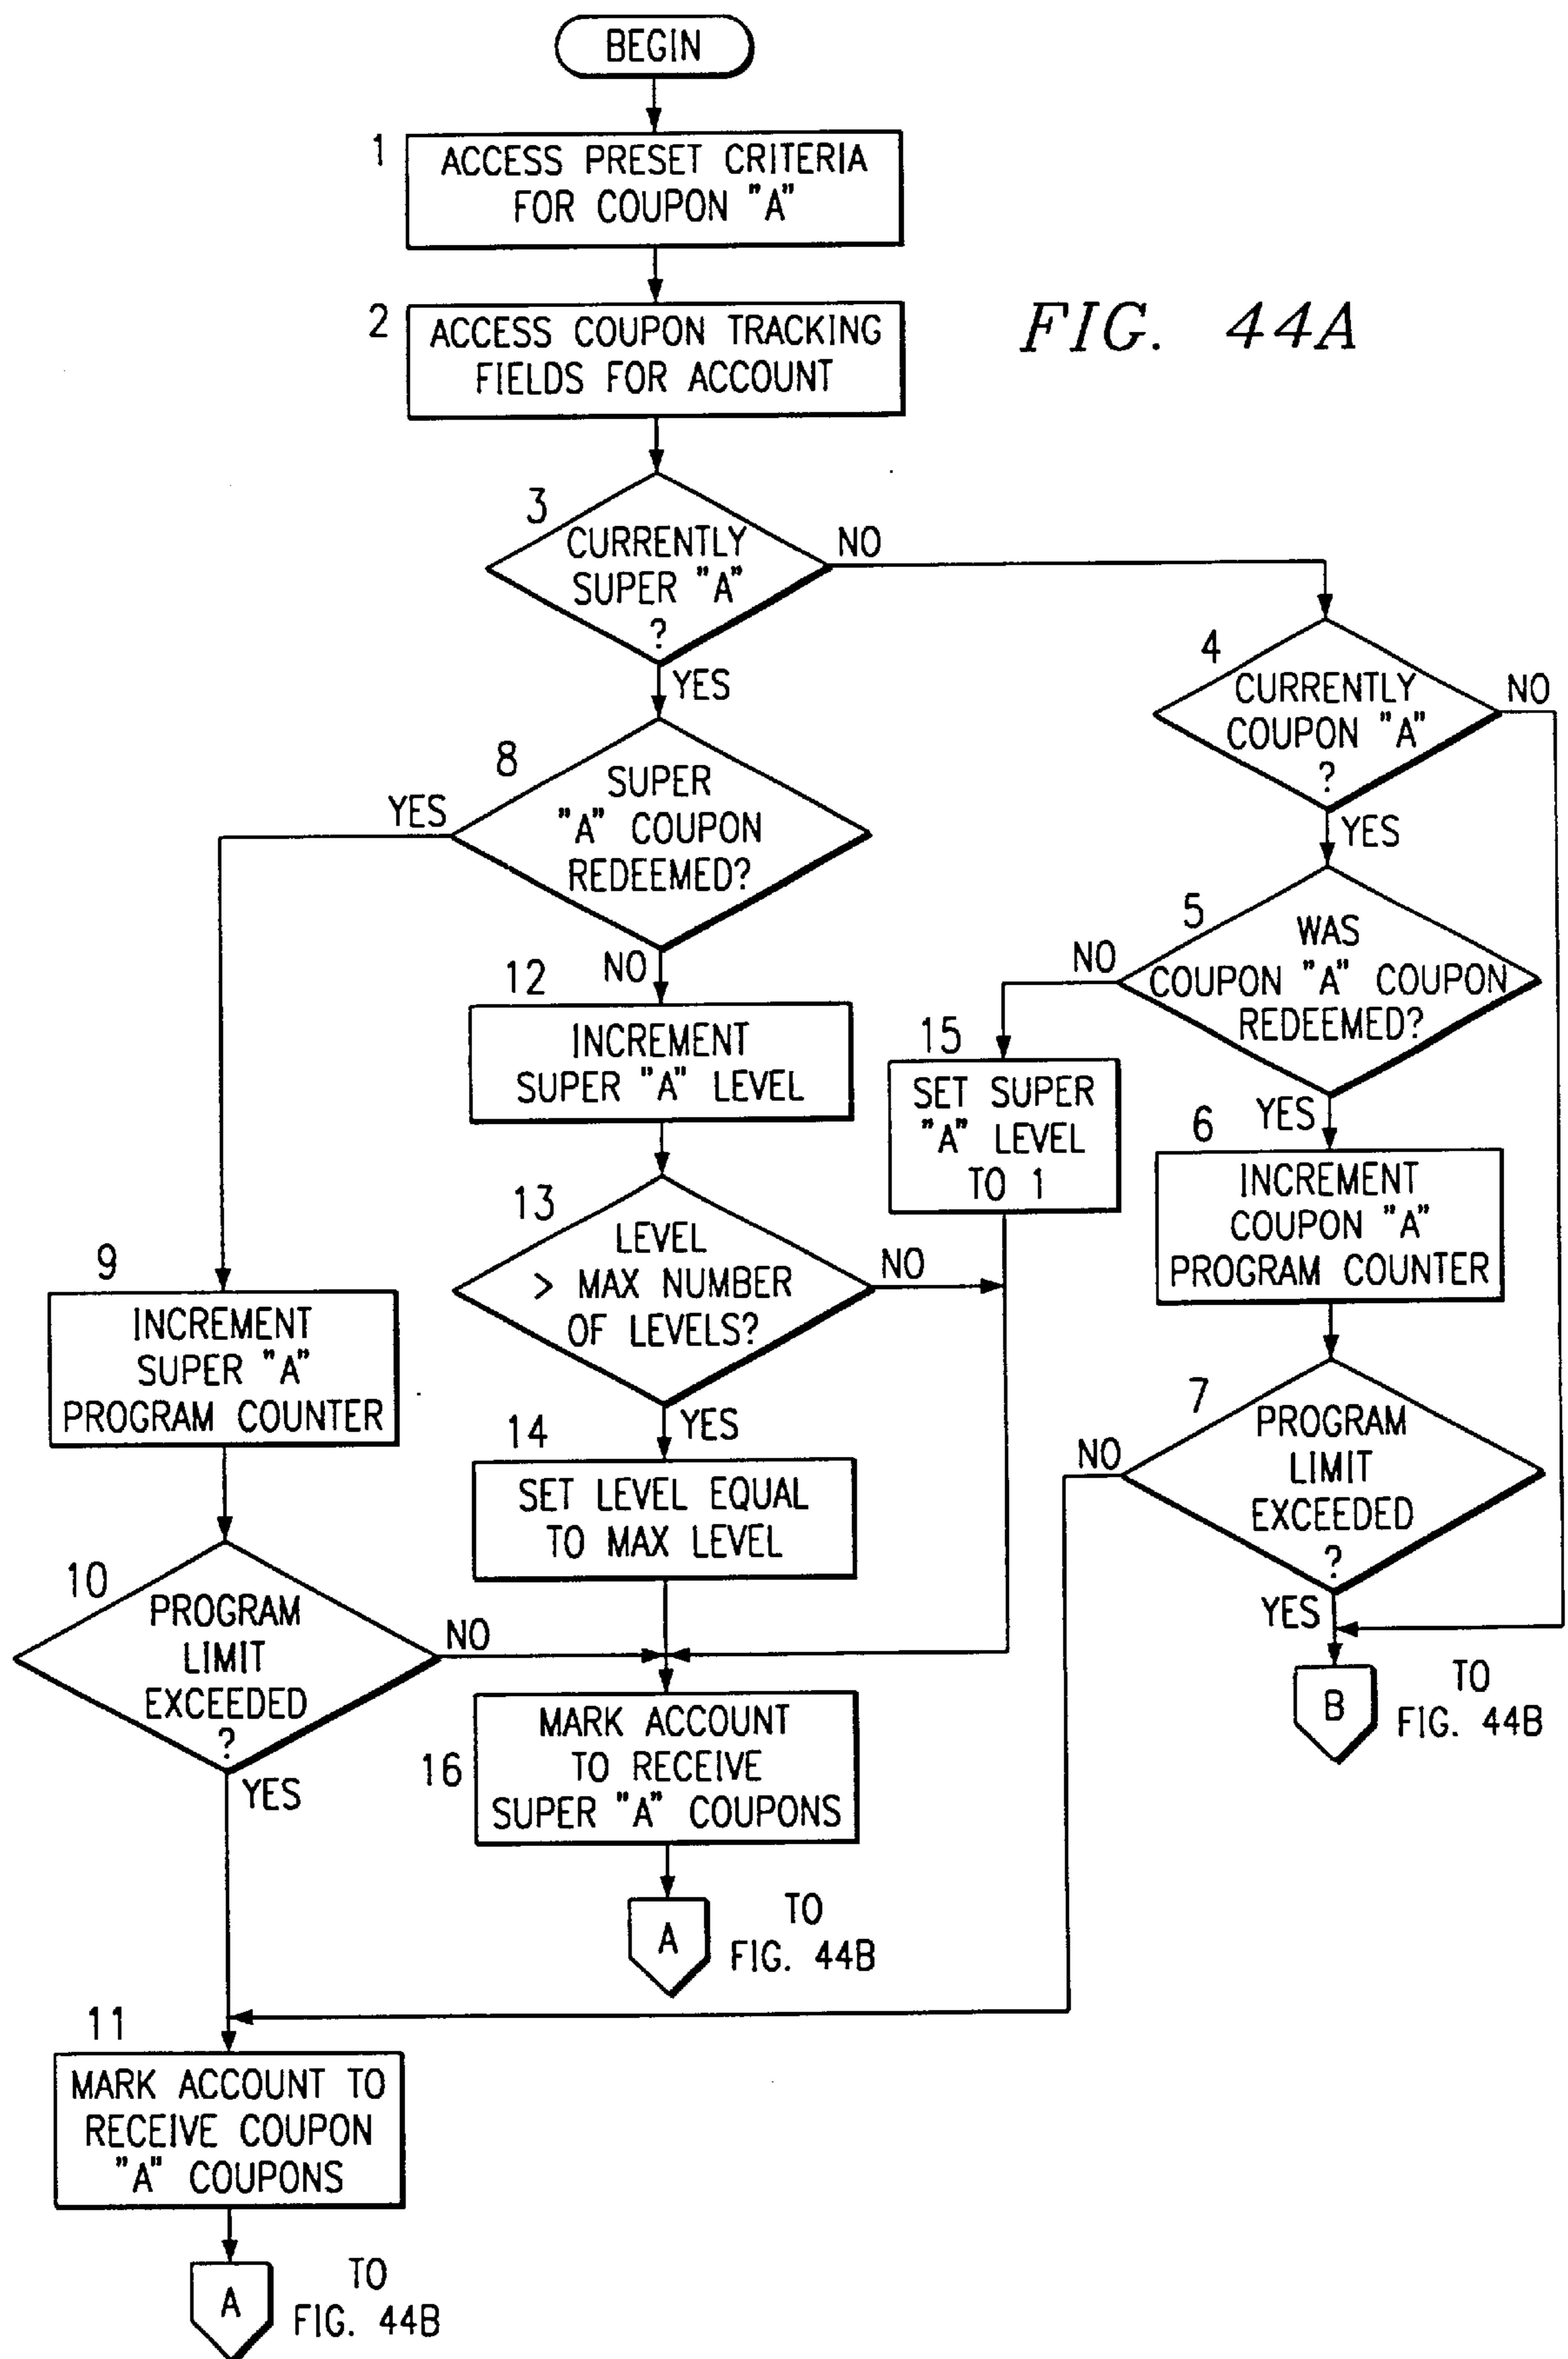 BEGIN
1
ACCESS PRESET CRITERIA
FOR COUPON "A"
2
ACCESS COUPON TRACKING
FIELDS FOR ACCOUNT
FIG. 44A
3
CURRENTLY
SUPER "A"
?
NO
YES
4
CURRENTLY
COUPON "A"
?
NO
YES
8
SUPER
"A" COUPON
REDEEMED?
YES
NO
5
WAS
COUPON "A" COUPON
REDEEMED?
NO
YES
12
INCREMENT
SUPER "A" LEVEL
15
SET SUPER
"A" LEVEL
TO 1
6
INCREMENT
COUPON "A"
PROGRAM COUNTER
13
LEVEL
> MAX NUMBER
OF LEVELS?
NO
YES
9
INCREMENT
SUPER "A"
PROGRAM COUNTER
7
PROGRAM
LIMIT
EXCEEDED
?
NO
YES
14
SET LEVEL EQUAL
TO MAX LEVEL
10
PROGRAM
LIMIT
EXCEEDED
?
NO
YES
B
TO
FIG. 44B
16
MARK ACCOUNT
TO RECEIVE
SUPER "A" COUPONS
A
TO
FIG. 44B
11
MARK ACCOUNT TO
RECEIVE COUPON
"A" COUPONS
A
TO
FIG. 44B